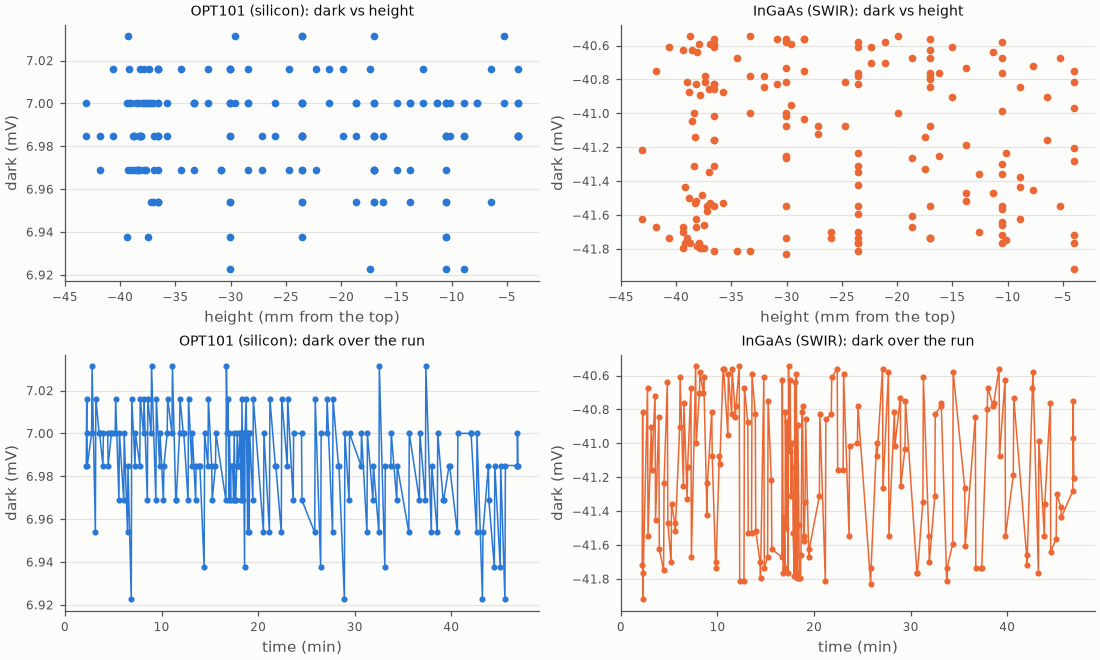 OPT101 (silicon): dark vs height
dark (mV)
7.02
7.00
6.98
6.96
6.94
6.92
−45 −40 −35 −30 −25 −20 −15 −10 −5
height (mm from the top)
InGaAs (SWIR): dark vs height
dark (mV)
−40.6
−40.8
−41.0
−41.2
−41.4
−41.6
−41.8
−45 −40 −35 −30 −25 −20 −15 −10 −5
height (mm from the top)
OPT101 (silicon): dark over the run
dark (mV)
7.02
7.00
6.98
6.96
6.94
6.92
0 10 20 30 40
time (min)
InGaAs (SWIR): dark over the run
dark (mV)
−40.6
−40.8
−41.0
−41.2
−41.4
−41.6
−41.8
0 10 20 30 40
time (min)